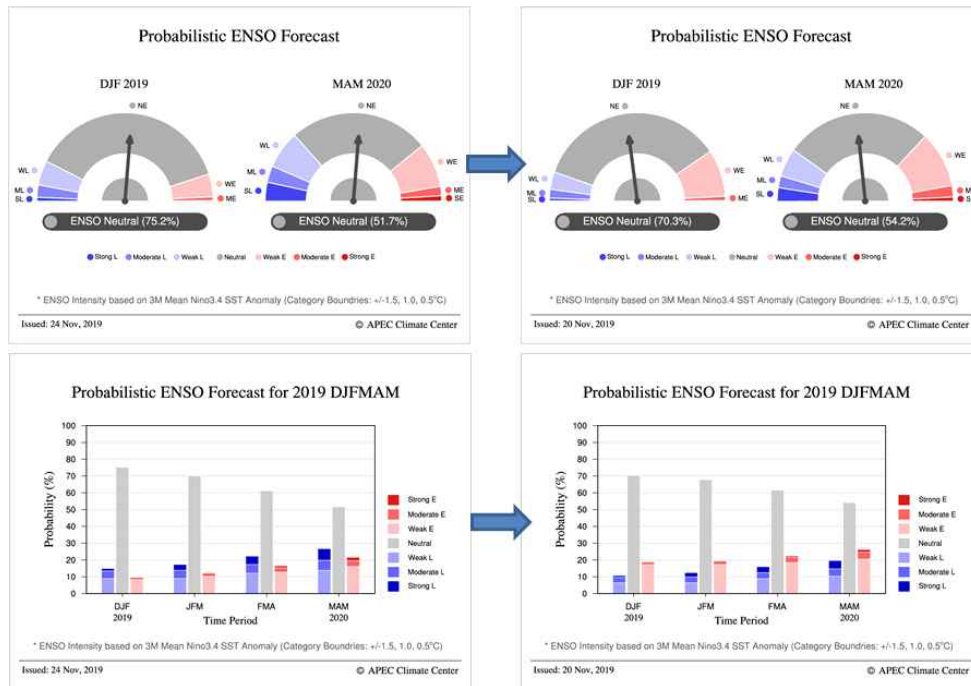 Probabilistic ENSO Forecast
DJF 2019
MAM 2020
NE
NE
WL
ML
SL
WE
ME
WL
ML
SL
WE
ME
SE
ENSO Neutral (75.2%)
ENSO Neutral (51.7%)
Stong L
Moderate L
Weak L
Neutral
Weak E
Moderate E
Strong E
* ENSO Intensity based on 3M Mean Nino3.4 SST Anomaly (Category Boundries: +/-1.5, 1.0, 0.5°C)
Issued: 24 Nov, 2019
© APEC Climate Center
Probabilistic ENSO Forecast
DJF 2019
MAM 2020
NE
NE
WL
ML
SL
WE
ME
WL
ML
SL
WE
ME
S
ENSO Neutral (70.3%)
ENSO Neutral (54.2%)
Stong L
Moderate L
Weak L
Neutral
Weak E
Moderate E
Strong E
* ENSO Intensity based on 3M Mean Nino3.4 SST Anomaly (Category Boundries: +/-1.5, 1.0, 0.5°C)
Issued: 20 Nov, 2019
© APEC Climate Center
Probabilistic ENSO Forecast for 2019 DJFMAM
Probability (%)
100
90
80
70
60
50
40
30
20
10
0
DJF
2019
JFM
FMA
MAM
2020
Time Period
Strong E
Moderate E
Weak E
Neutral
Weak L
Moderate L
Strong L
* ENSO Intensity based on 3M Mean Nino3.4 SST Anomaly (Category Boundries: +/-1.5, 1.0, 0.5°C)
Issued: 24 Nov, 2019
© APEC Climate Center
Probabilistic ENSO Forecast for 2019 DJFMAM
Probability (%)
100
90
80
70
60
50
40
30
20
10
0
DJF
2019
JFM
FMA
MAM
2020
Time Period
Strong E
Moderate E
Weak E
Neutral
Weak L
Moderate L
Strong L
* ENSO Intensity based on 3M Mean Nino3.4 SST Anomaly (Category Boundries: +/-1.5, 1.0, 0.5°C)
Issued: 20 Nov, 2019
© APEC Climate Center